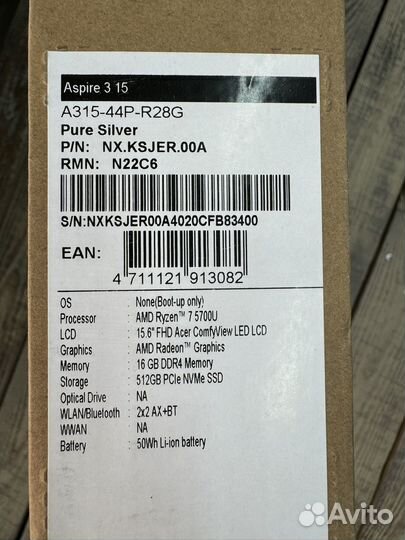 Aspire 3 15
A315-44P-R28G
Pure Silver
P/N: NX.KSJER.00A
RMN: N22C6
S/N:NXKSJER00A4020CFB83400
EAN:
4 711121 913082
OS : None(Boot-up only)
Processor : AMD Ryzen™ 7 5700U
LCD : 15.6" FHD Acer ComfyView LED LCD
Graphics : AMD Radeon™ Graphics
Memory : 16 GB DDR4 Memory
Storage : 512GB PCIe NVMe SSD
Optical Drive : NA
WLAN/Bluetooth : 2x2 AX+BT
WWAN : NA
Battery : 50Wh Li-ion battery
Avito